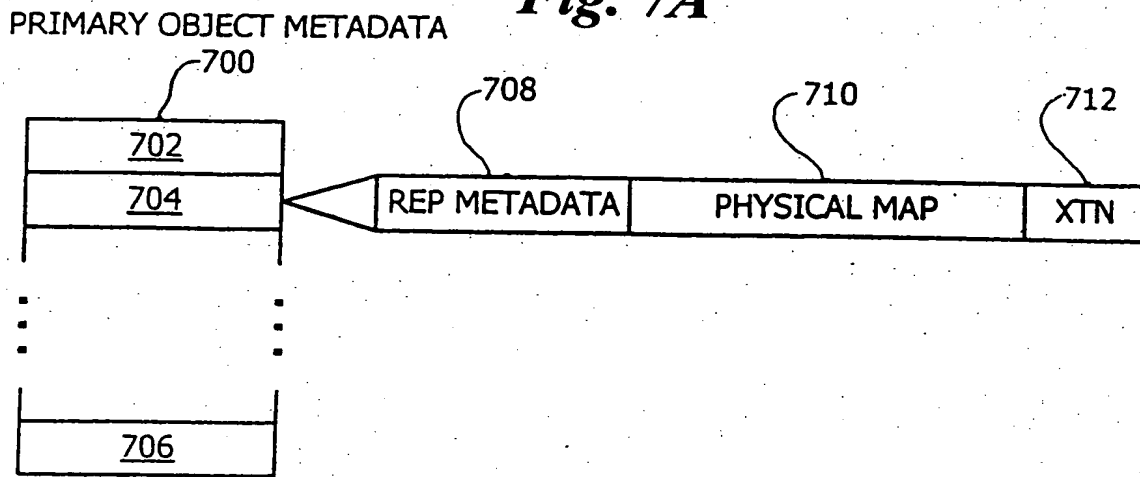 Fig. 7A
PRIMARY OBJECT METADATA
700
708
710
712
702
704
REP METADATA
PHYSICAL MAP
XTN
706